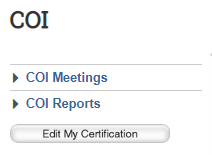 COI
COI Meetings
COI Reports
Edit My Certification